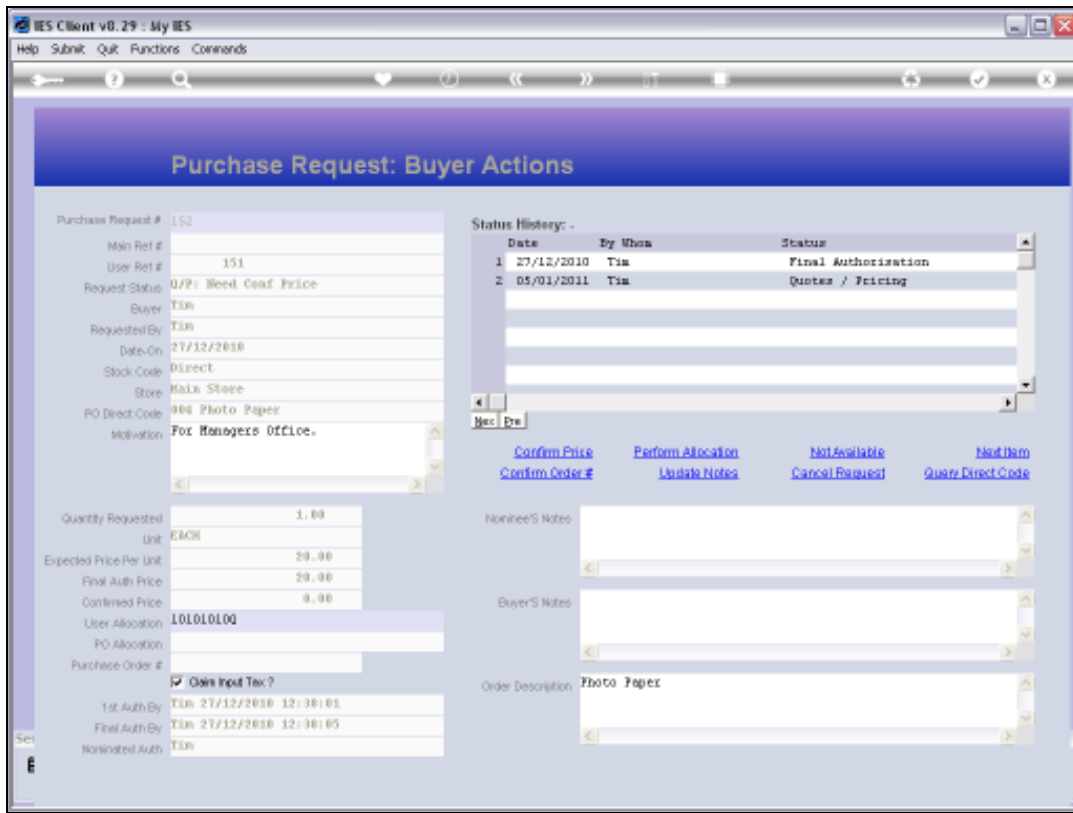 IES Client v8.29 : My IES
Help Submit Quit Functions Commands
Purchase Request: Buyer Actions
Purchase Request # 152
Main Ref #
User Ref # 151
Request Status Q/P: Need Conf Price
Buyer Tim
Requested By Tim
Date-On 27/12/2010
Stock Code Direct
Store Main Store
PO Direct Code 004 Photo Paper
Motivation For Managers Office.
Quantity Requested 1.00
Unit EACH
Expected Price Per Unit 20.00
Final Auth Price 20.00
Confirmed Price 0.00
User Allocation 10101010Q
PO Allocation
Purchase Order #
Claim Input Tax ?
1st Auth By Tim 27/12/2010 12:38:01
Final Auth By Tim 27/12/2010 12:38:05
Nominated Auth Tim
Status History: -
Date By Whom Status
1 27/12/2010 Tim Final Authorisation
2 05/01/2011 Tim Quotes / Pricing
Nex Pre
Confirm Price Perform Allocation Not Available Next Item
Confirm Order # Update Notes Cancel Request Query Direct Code
Nominee'S Notes
Buyer'S Notes
Order Description Photo Paper